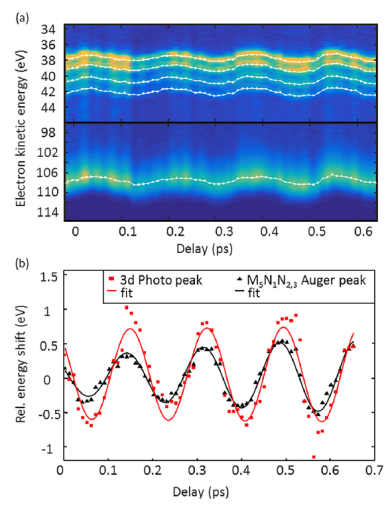 (a)
34
36
38
40
42
44
98
102
106
110
114
Electron kinetic energy (eV)
0 0.1 0.2 0.3 0.4 0.5 0.6
Delay (ps)
(b)
1.5
1
0.5
0
-0.5
-1
Rel. energy shift (eV)
3d Photo peak M₅N₁N₂,₃ Auger peak
fit fit
0 0.1 0.2 0.3 0.4 0.5 0.6 0.7
Delay (ps)